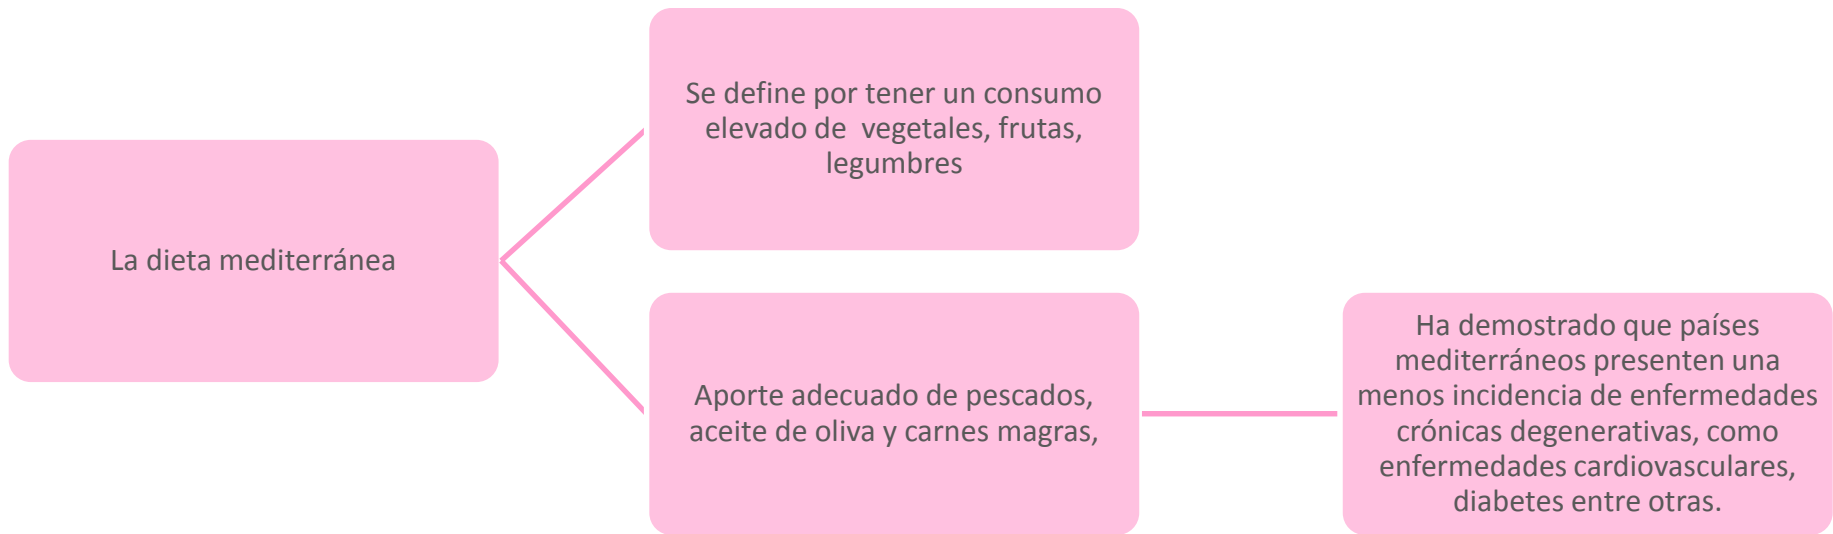 La dieta mediterránea
Se define por tener un consumo
elevado de  vegetales, frutas,
legumbres
Aporte adecuado de pescados,
aceite de oliva y carnes magras,
Ha demostrado que países
mediterráneos presenten una
menos incidencia de enfermedades
crónicas degenerativas, como
enfermedades cardiovasculares,
diabetes entre otras.